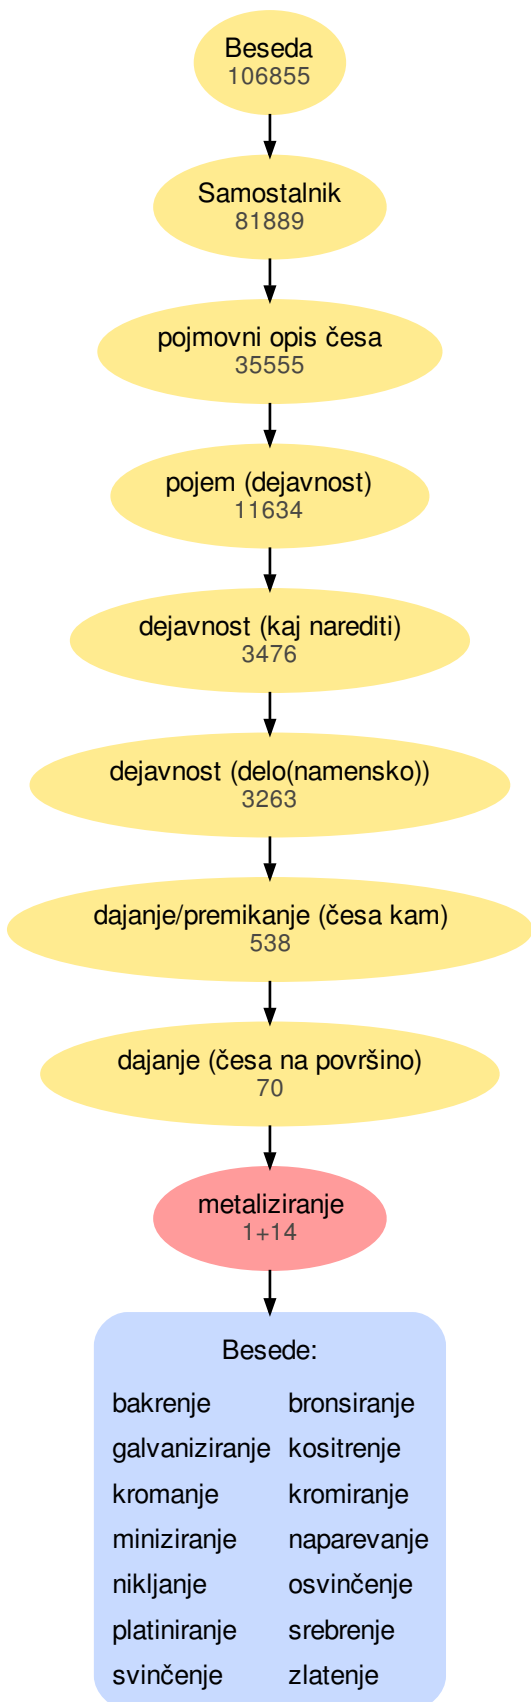 Beseda
106855
Samostalnik
81889
pojmovni opis česa
35555
pojem (dejavnost)
11634
dejavnost (kaj narediti)
3476
dejavnost (delo(namensko))
3263
dajanje/premikanje (česa kam)
538
dajanje (česa na površino)
70
metaliziranje
1+14
Besede:
bakrenje bronsiranje
galvaniziranje kositrenje
kromanje kromiranje
miniziranje naparevanje
nikljanje osvinčenje
platiniranje srebrenje
svinčenje zlatenje